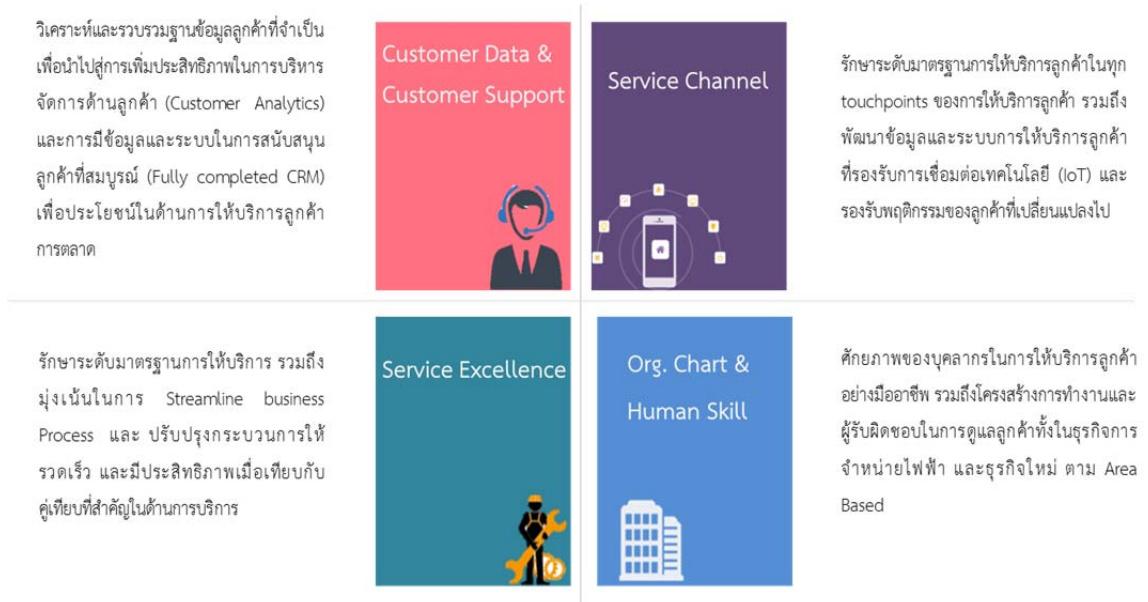 วิเคราะห์และรวบรวมฐานข้อมูลลูกค้าที่จำเป็น
เพื่อนำไปสู่การเพิ่มประสิทธิภาพในการบริหาร
จัดการด้านลูกค้า (Customer Analytics)
และการมีข้อมูลและระบบในการสนับสนุน
ลูกค้าที่สมบูรณ์ (Fully completed CRM)
เพื่อประโยชน์ในด้านการให้บริการลูกค้า
การตลาด
Customer Data &
Customer Support
Service Channel
รักษาระดับมาตรฐานการให้บริการลูกค้าในทุก
touchpoints ของการให้บริการลูกค้า รวมถึง
พัฒนาข้อมูลและระบบการให้บริการลูกค้า
ที่รองรับการเชื่อมต่อเทคโนโลยี (IoT) และ
รองรับพฤติกรรมของลูกค้าที่เปลี่ยนแปลงไป
รักษาระดับมาตรฐานการให้บริการ รวมถึง
มุ่งเน้นในการ Streamline business
Process และ ปรับปรุงกระบวนการให้
รวดเร็ว และมีประสิทธิภาพเมื่อเทียบกับ
คู่เทียบที่สำคัญในด้านการบริการ
Service Excellence
Org. Chart &
Human Skill
ศักยภาพของบุคลากรในการให้บริการลูกค้า
อย่างมืออาชีพ รวมถึงโครงสร้างการทำงานและ
ผู้รับผิดชอบในการดูแลลูกค้าทั้งในธุรกิจการ
จำหน่ายไฟฟ้า และธุรกิจใหม่ ตาม Area
Based